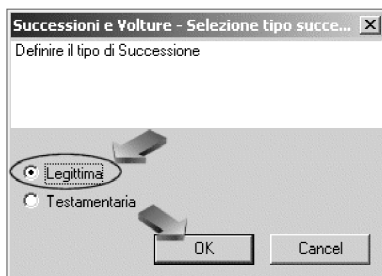 Successioni e Volture - Selezione tipo succe...
Definire il tipo di Successione
Legittima
Testamentaria
OK
Cancel